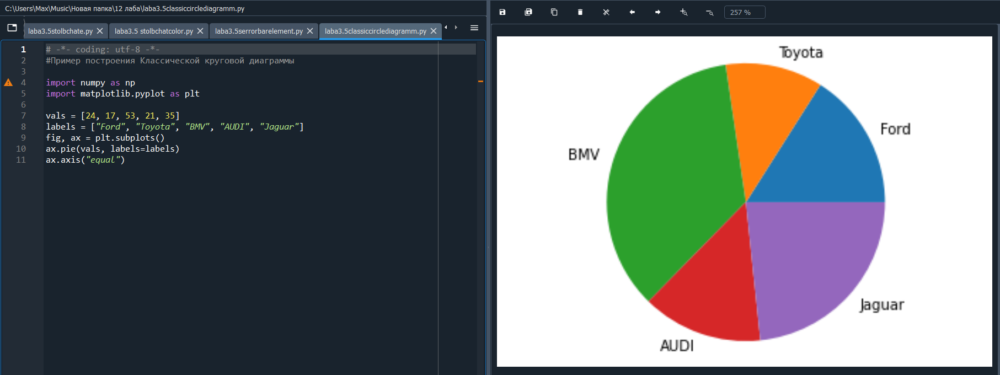 C:\Users\Max\Music\Новая папка\12 лаба\laba3.5classiccirclediagramm.py
laba3.5stolbchate.py
laba3.5 stolbchatcolor.py
laba3.5serrorbarelement.py
laba3.5classiccirclediagramm.py
257 %
1 # -*- coding: utf-8 -*-
2 #Пример построения Классической круговой диаграммы
3
4 import numpy as np
5 import matplotlib.pyplot as plt
6
7 vals = [24, 17, 53, 21, 35]
8 labels = ["Ford", "Toyota", "BMV", "AUDI", "Jaguar"]
9 fig, ax = plt.subplots()
10 ax.pie(vals, labels=labels)
11 ax.axis("equal")
Toyota
Ford
BMV
Jaguar
AUDI